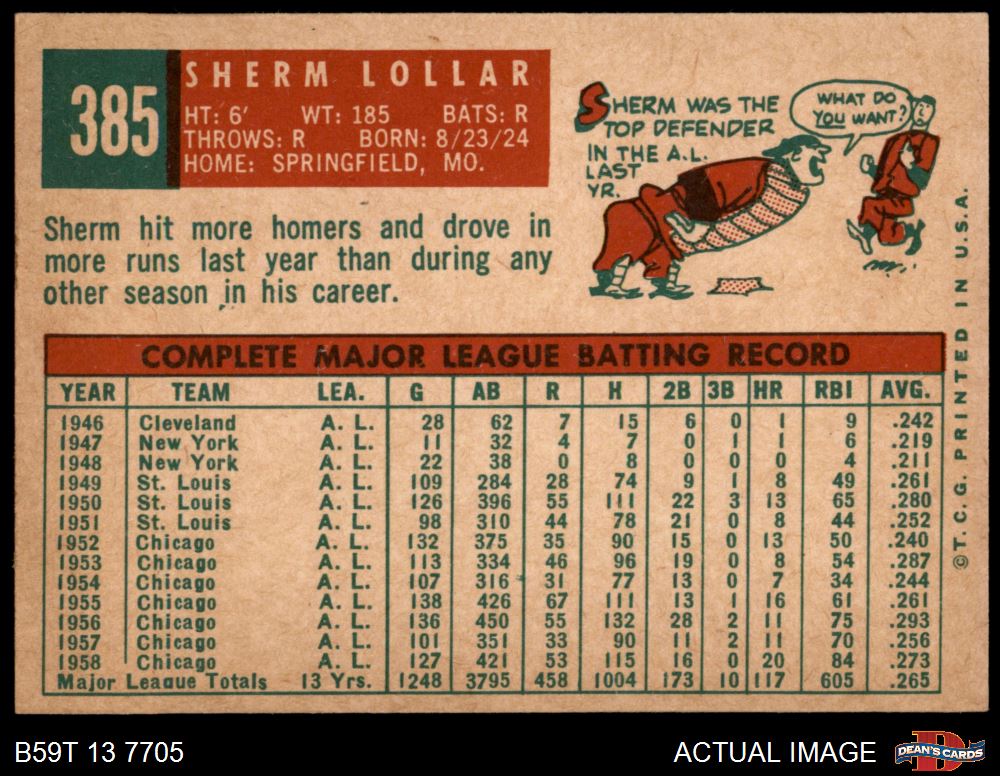 385
SHERM LOLLAR
HT: 6' WT: 185 BATS: R
THROWS: R BORN: 8/23/24
HOME: SPRINGFIELD, MO.
SHERM WAS THE
TOP DEFENDER
IN THE A.L.
LAST
YR.
WHAT DO
YOU WANT?
Sherm hit more homers and drove in
more runs last year than during any
other season in his career.
COMPLETE MAJOR LEAGUE BATTING RECORD
YEAR TEAM LEA. G AB R H 2B 3B HR RBI AVG.
1946 Cleveland A. L. 28 62 7 15 6 0 1 9 .242
1947 New York A. L. 11 32 4 7 0 1 1 6 .219
1948 New York A. L. 22 38 0 8 0 0 0 4 .211
1949 St. Louis A. L. 109 284 28 74 9 1 8 49 .261
1950 St. Louis A. L. 126 396 55 111 22 3 13 65 .280
1951 St. Louis A. L. 98 310 44 78 21 0 8 44 .252
1952 Chicago A. L. 132 375 35 90 15 0 13 50 .240
1953 Chicago A. L. 113 334 46 96 19 0 8 54 .287
1954 Chicago A. L. 107 316 31 77 13 0 7 34 .244
1955 Chicago A. L. 138 426 67 111 13 1 16 61 .261
1956 Chicago A. L. 136 450 55 132 28 2 11 75 .293
1957 Chicago A. L. 101 351 33 90 11 2 11 70 .256
1958 Chicago A. L. 127 421 53 115 16 0 20 84 .273
Major League Totals 13 Yrs. 1248 3795 458 1004 173 10 117 605 .265
© T. C. G. PRINTED IN U.S.A.
B59T 13 7705
ACTUAL IMAGE
D
DEAN'S CARDS